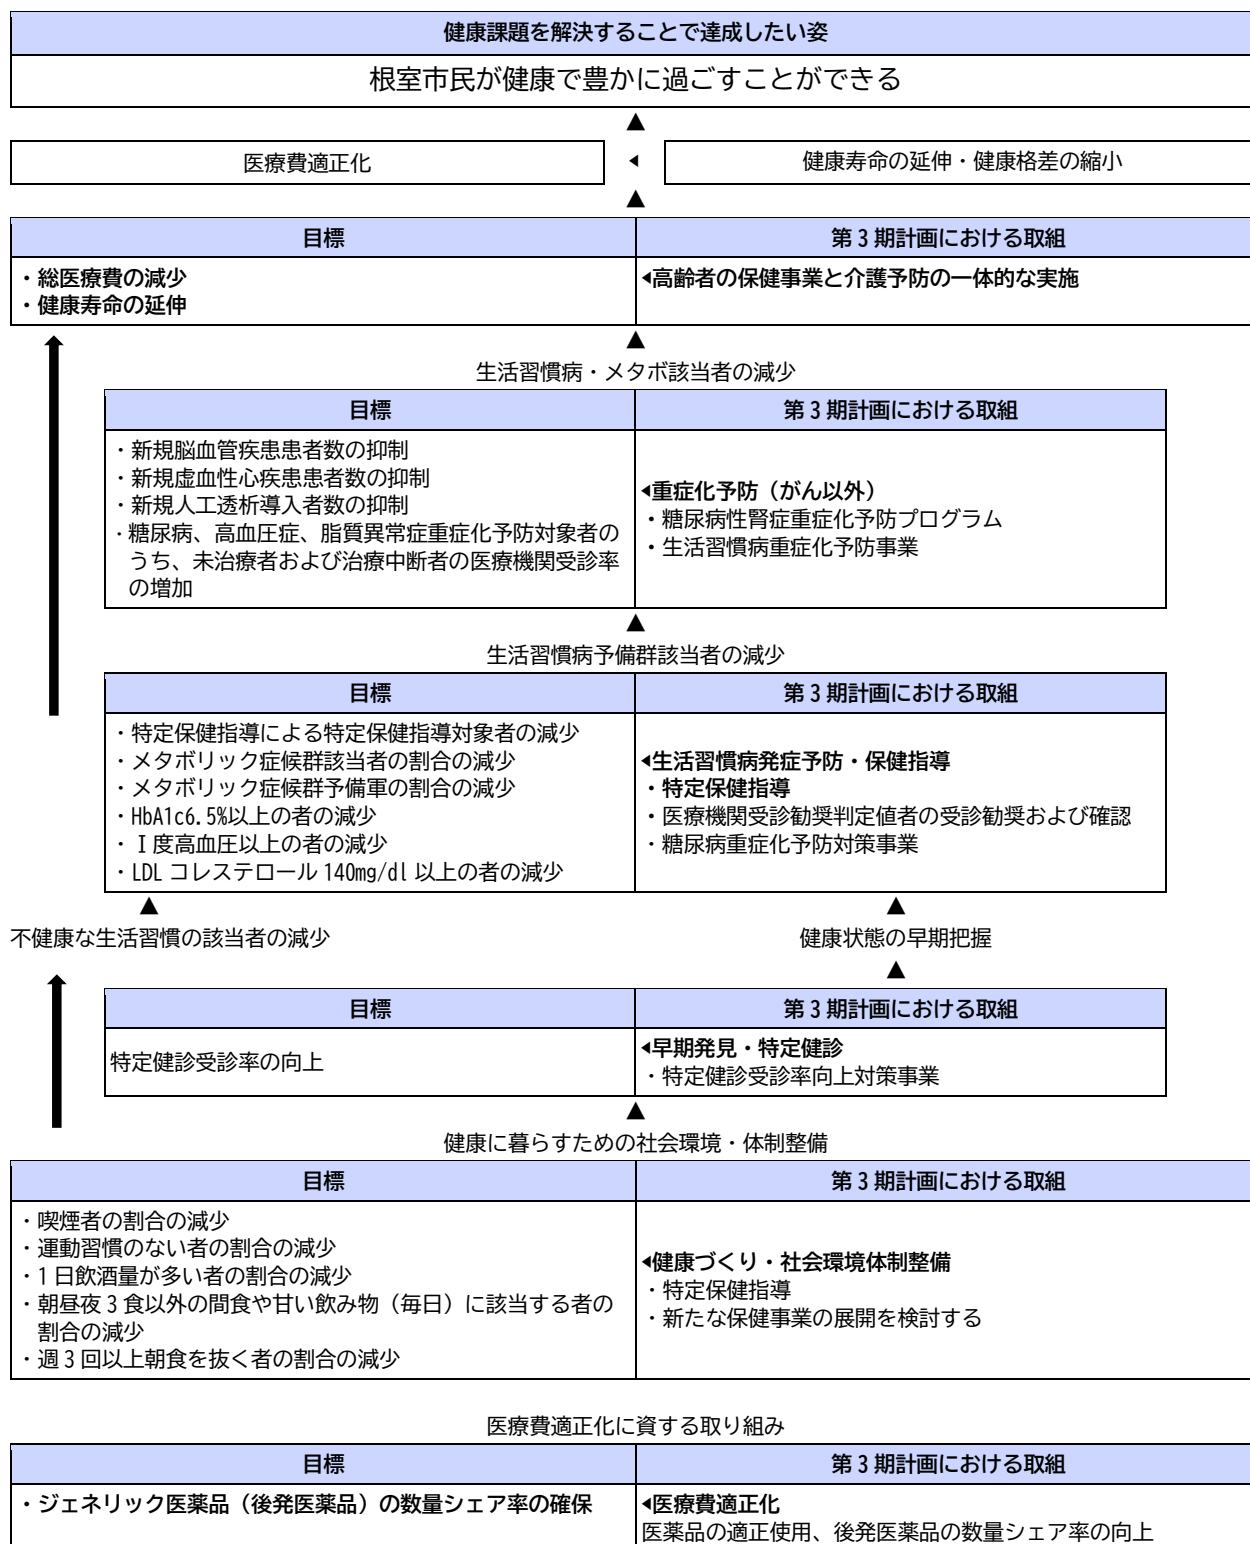 健康課題を解決することで達成したい姿
根室市民が健康で豊かに過ごすことができる
▲
医療費適正化
◀
健康寿命の延伸・健康格差の縮小
▲
目標
第3期計画における取組
・総医療費の減少
・健康寿命の延伸
◀高齢者の保健事業と介護予防の一体的な実施
▲
生活習慣病・メタボ該当者の減少
目標
第3期計画における取組
・新規脳血管疾患患者数の抑制
・新規虚血性心疾患患者数の抑制
・新規人工透析導入者数の抑制
・糖尿病、高血圧症、脂質異常症重症化予防対象者の
うち、未治療者および治療中断者の医療機関受診率
の増加
◀重症化予防（がん以外）
・糖尿病性腎症重症化予防プログラム
・生活習慣病重症化予防事業
▲
生活習慣病予備群該当者の減少
目標
第3期計画における取組
・特定保健指導による特定保健指導対象者の減少
・メタボリック症候群該当者の割合の減少
・メタボリック症候群予備軍の割合の減少
・HbA1c6.5%以上の者の減少
・Ⅰ度高血圧以上の者の減少
・LDLコレステロール140mg/dl以上の者の減少
◀生活習慣病発症予防・保健指導
・特定保健指導
・医療機関受診勧奨判定値者の受診勧奨および確認
・糖尿病重症化予防対策事業
▲
▲
不健康な生活習慣の該当者の減少
健康状態の早期把握
▲
目標
第3期計画における取組
特定健診受診率の向上
◀早期発見・特定健診
・特定健診受診率向上対策事業
▲
健康に暮らすための社会環境・体制整備
目標
第3期計画における取組
・喫煙者の割合の減少
・運動習慣のない者の割合の減少
・1日飲酒量が多い者の割合の減少
・朝昼夜3食以外の間食や甘い飲み物（毎日）に該当する者の
割合の減少
・週3回以上朝食を抜く者の割合の減少
◀健康づくり・社会環境体制整備
・特定保健指導
・新たな保健事業の展開を検討する
医療費適正化に資する取り組み
目標
第3期計画における取組
・ジェネリック医薬品（後発医薬品）の数量シェア率の確保
◀医療費適正化
医薬品の適正使用、後発医薬品の数量シェア率の向上